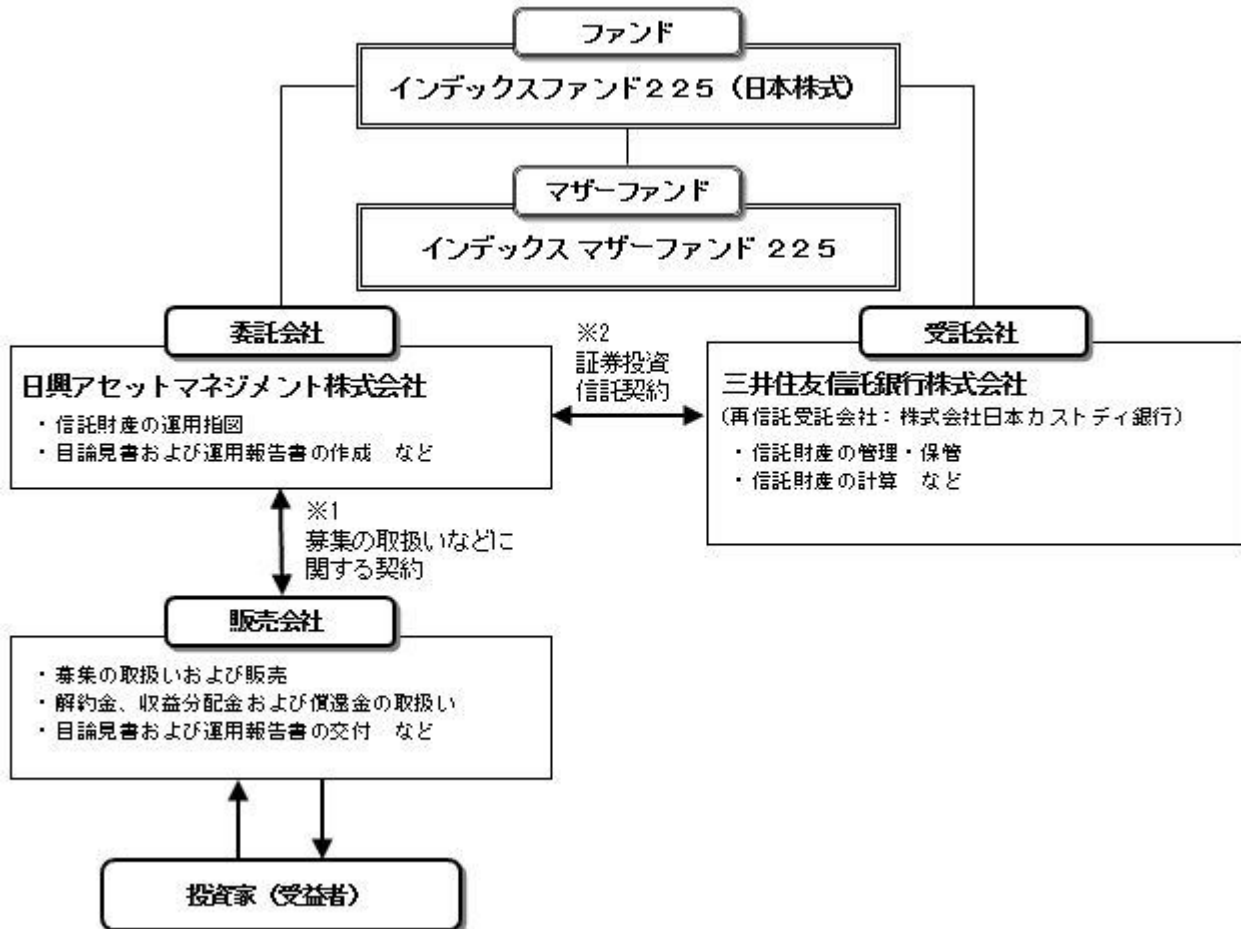 ファンド
インデックスファンド２２５（日本株式）
マザーファンド
インデックス マザーファンド ２２５
委託会社
日興アセットマネジメント株式会社
・信託財産の運用指図
・目論見書および運用報告書の作成　など
※2
証券投資
信託契約
受託会社
三井住友信託銀行株式会社
（再信託受託会社：株式会社日本カストディ銀行）
・信託財産の管理・保管
・信託財産の計算　など
※1
募集の取扱いなどに
関する契約
販売会社
・募集の取扱いおよび販売
・解約金、収益分配金および償還金の取扱い
・目論見書および運用報告書の交付　など
投資家（受益者）